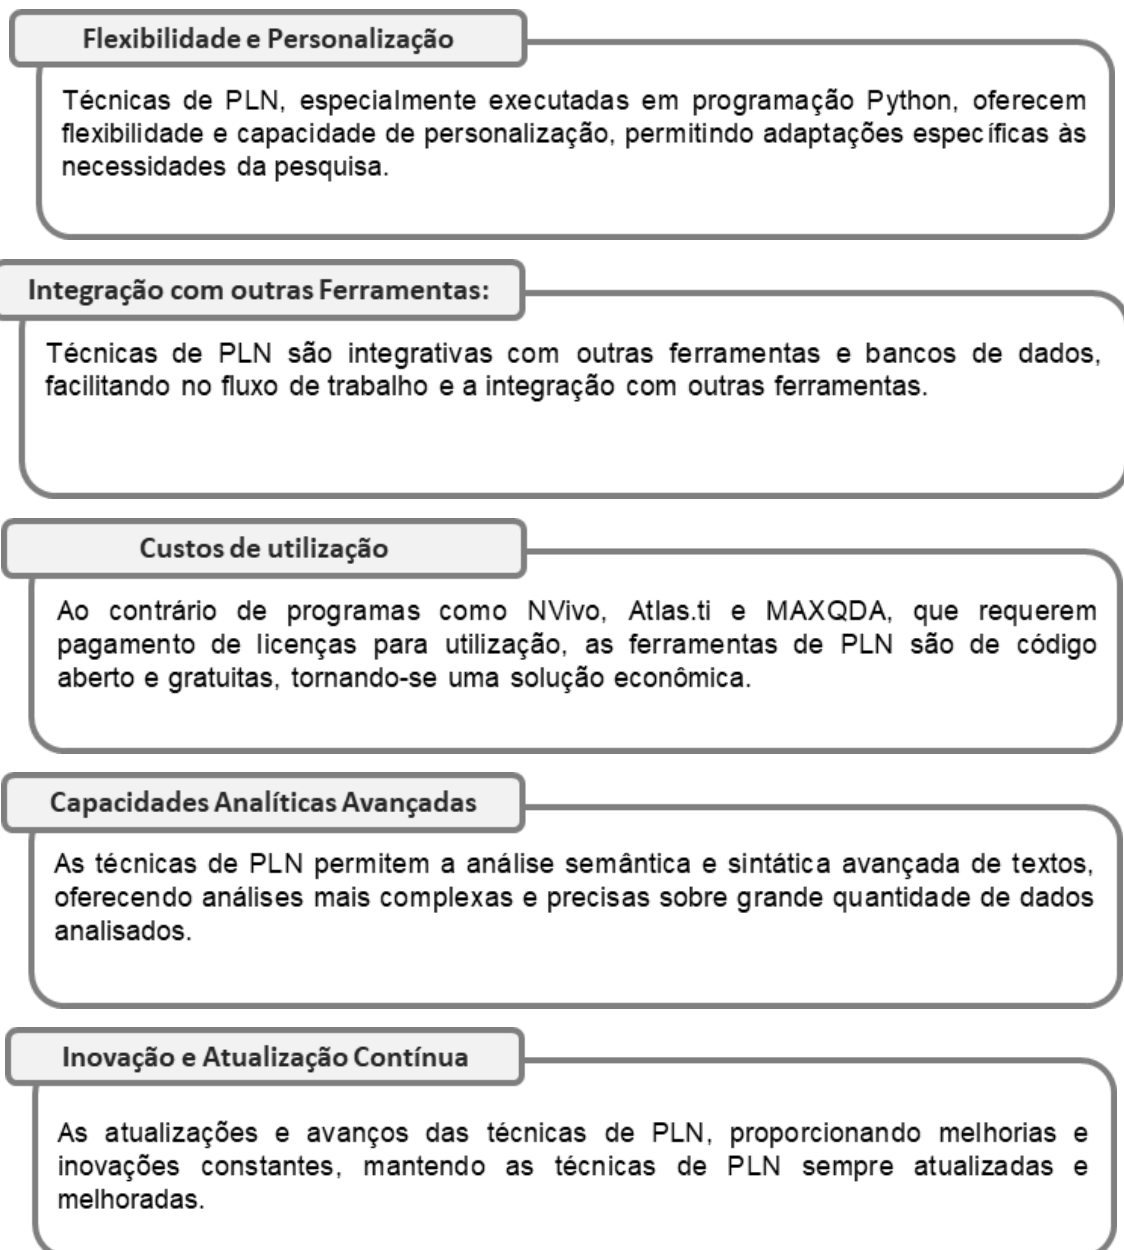 Flexibilidade e Personalização
Técnicas de PLN, especialmente executadas em programação Python, oferecem
flexibilidade e capacidade de personalização, permitindo adaptações específicas às
necessidades da pesquisa.
Integração com outras Ferramentas:
Técnicas de PLN são integrativas com outras ferramentas e bancos de dados,
facilitando no fluxo de trabalho e a integração com outras ferramentas.
Custos de utilização
Ao contrário de programas como NVivo, Atlas.ti e MAXQDA, que requerem
pagamento de licenças para utilização, as ferramentas de PLN são de código
aberto e gratuitas, tornando-se uma solução econômica.
Capacidades Analíticas Avançadas
As técnicas de PLN permitem a análise semântica e sintática avançada de textos,
oferecendo análises mais complexas e precisas sobre grande quantidade de dados
analisados.
Inovação e Atualização Contínua
As atualizações e avanços das técnicas de PLN, proporcionando melhorias e
inovações constantes, mantendo as técnicas de PLN sempre atualizadas e
melhoradas.